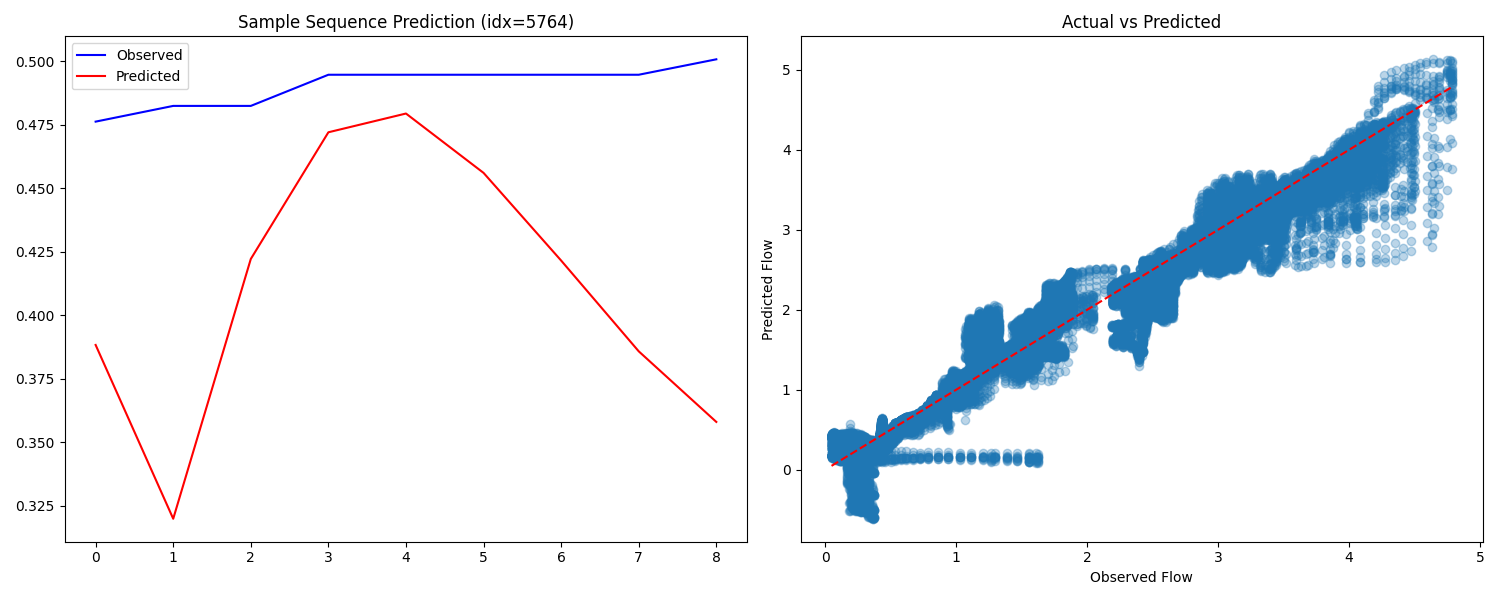 Sample Sequence Prediction (idx=5764)
Observed
Predicted
0.500
0.475
0.450
0.425
0.400
0.375
0.350
0.325
0 1 2 3 4 5 6 7 8
Actual vs Predicted
Predicted Flow
5
4
3
2
1
0
0 1 2 3 4 5
Observed Flow